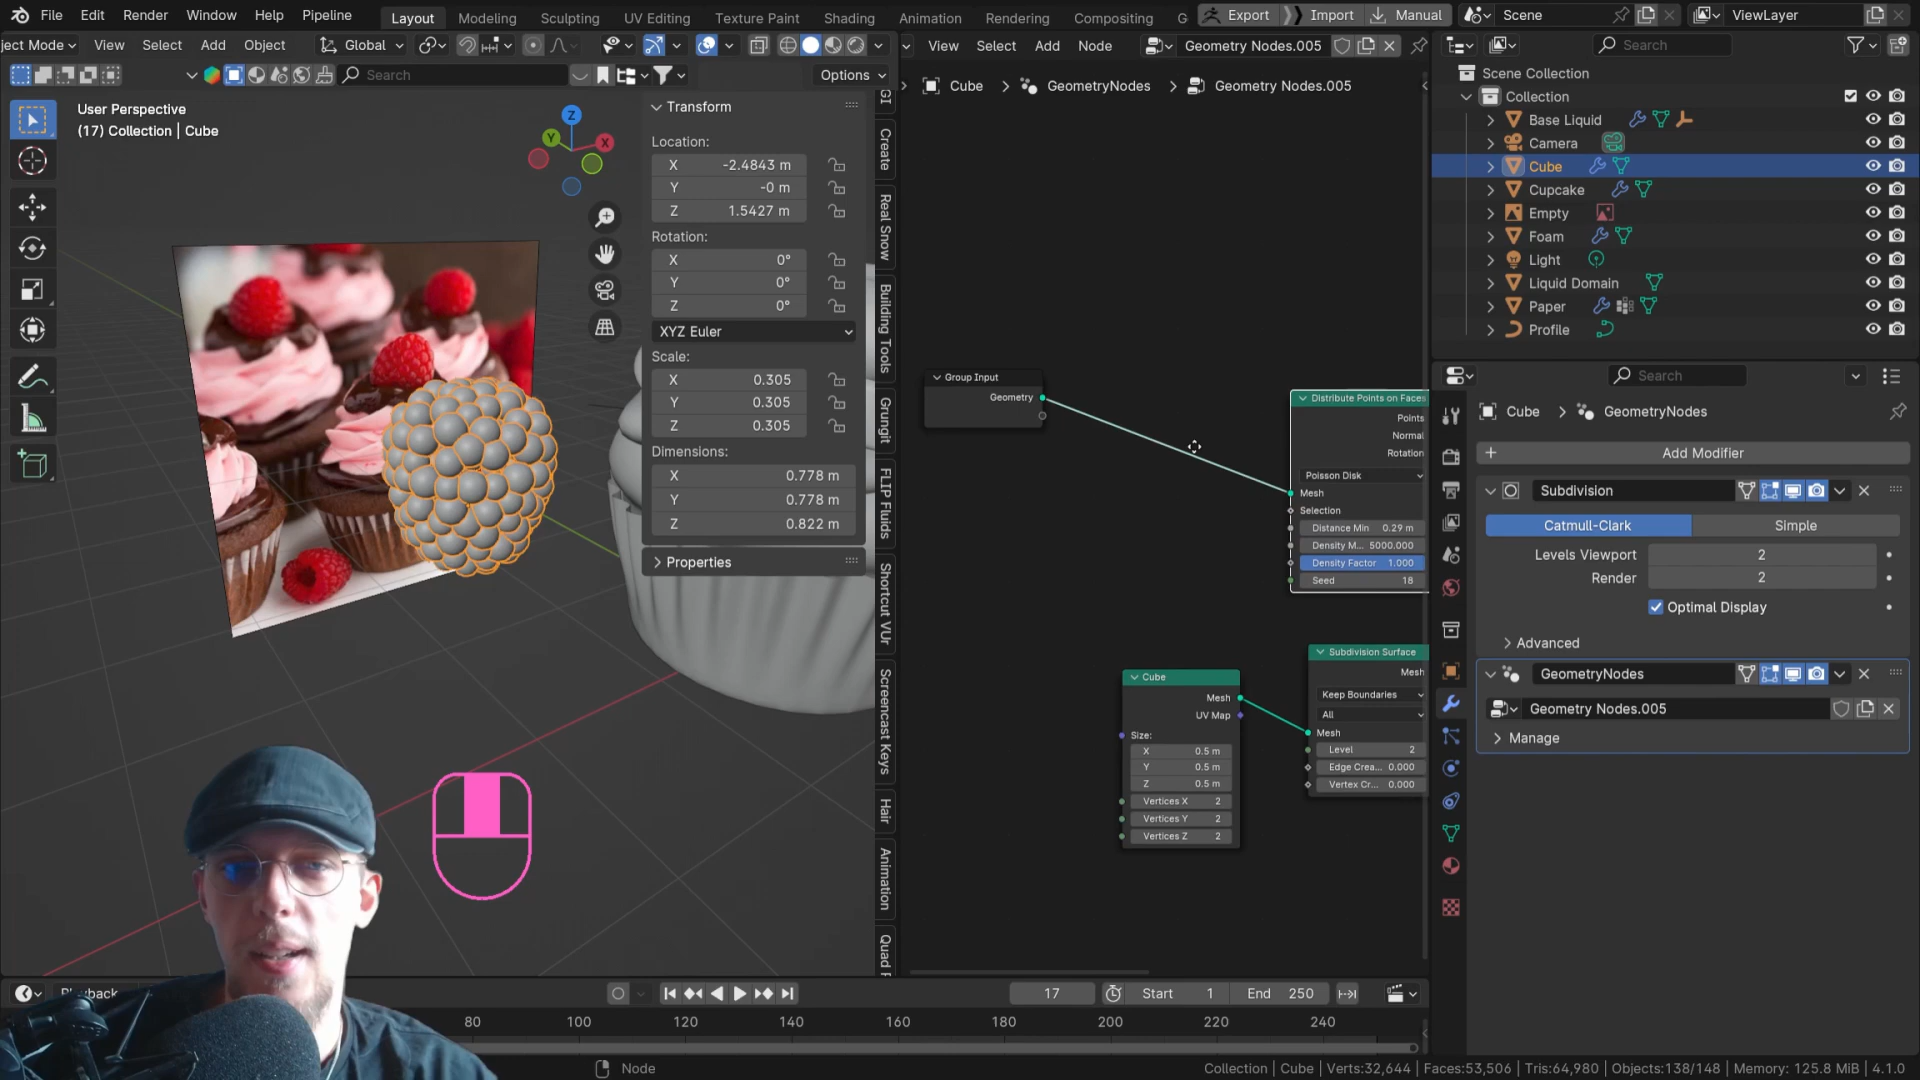 File Edit Render Window Help Pipeline Layout Modeling Sculpting UV Editing Texture Paint Shading Animation Rendering Compositing G Export Import Manual Scene ViewLayer
ject Mode View Select Add Object Global View Select Add Node Geometry Nodes.005 Search
Search Options
Cube GeometryNodes Geometry Nodes.005
User Perspective
(17) Collection | Cube
Z
Y
X
Transform
Location:
X -2.4843 m
Y -0 m
Z 1.5427 m
Rotation:
X 0°
Y 0°
Z 0°
XYZ Euler
Scale:
X 0.305
Y 0.305
Z 0.305
Dimensions:
X 0.778 m
Y 0.778 m
Z 0.822 m
Properties
GI
Create
Real Snow
Building Tools
Grungit
FLIP Fluids
Shortcut VUr
Screencast Keys
Hair
Animation
Quad F
Group Input
Geometry
Distribute Points on Faces
Points
Normal
Rotation
Poisson Disk
Mesh
Selection
Distance Min 0.29 m
Density M... 5000.000
Density Factor 1.000
Seed 18
Cube
Mesh
UV Map
Size:
X 0.5 m
Y 0.5 m
Z 0.5 m
Vertices X 2
Vertices Y 2
Vertices Z 2
Subdivision Surface
Mesh
Keep Boundaries
All
Mesh
Level 2
Edge Crea... 0.000
Vertex Cr... 0.000
Scene Collection
Collection
Base Liquid
Camera
Cube
Cupcake
Empty
Foam
Light
Liquid Domain
Paper
Profile
Search
Cube GeometryNodes
Add Modifier
Subdivision
Catmull-Clark Simple
Levels Viewport 2
Render 2
Optimal Display
Advanced
GeometryNodes
Geometry Nodes.005
Manage
Playback 17 Start 1 End 250
80 100 120 140 160 180 200 220 240
Node Collection | Cube | Verts:32,644 | Faces:53,506 | Tris:64,980 | Objects:138/148 | Memory: 125.8 MiB | 4.1.0